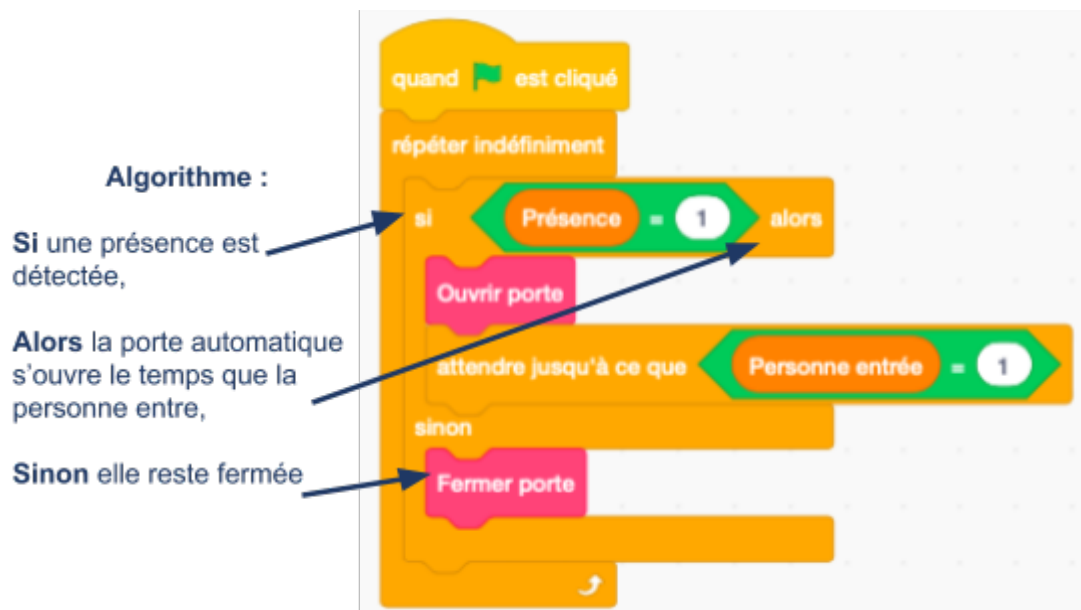 Algorithme :
Si une présence est
détectée,
Alors la porte automatique
s'ouvre le temps que la
personne entre,
Sinon elle reste fermée
quand est cliqué
répéter indéfiniment
si Présence = 1 alors
Ouvrir porte
attendre jusqu'à ce que Personne entrée = 1
sinon
Fermer porte